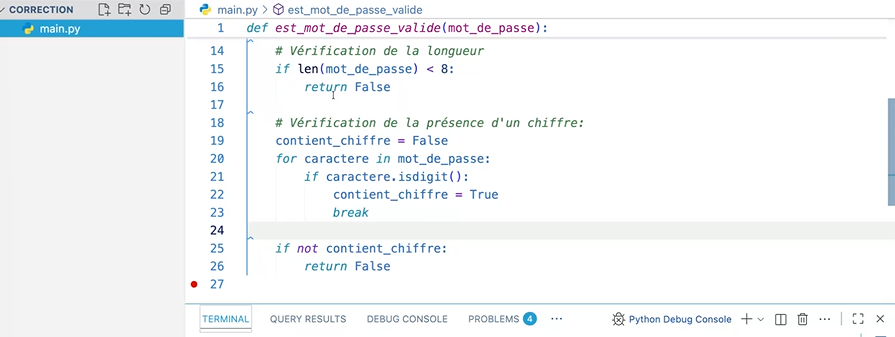 CORRECTION
main.py
main.py > est_mot_de_passe_valide
1 def est_mot_de_passe_valide(mot_de_passe):
14 # Vérification de la longueur
15 if len(mot_de_passe) < 8:
16 return False
17
18 # Vérification de la présence d'un chiffre:
19 contient_chiffre = False
20 for caractere in mot_de_passe:
21 if caractere.isdigit():
22 contient_chiffre = True
23 break
24
25 if not contient_chiffre:
26 return False
27
TERMINAL QUERY RESULTS DEBUG CONSOLE PROBLEMS 4 ... Python Debug Console